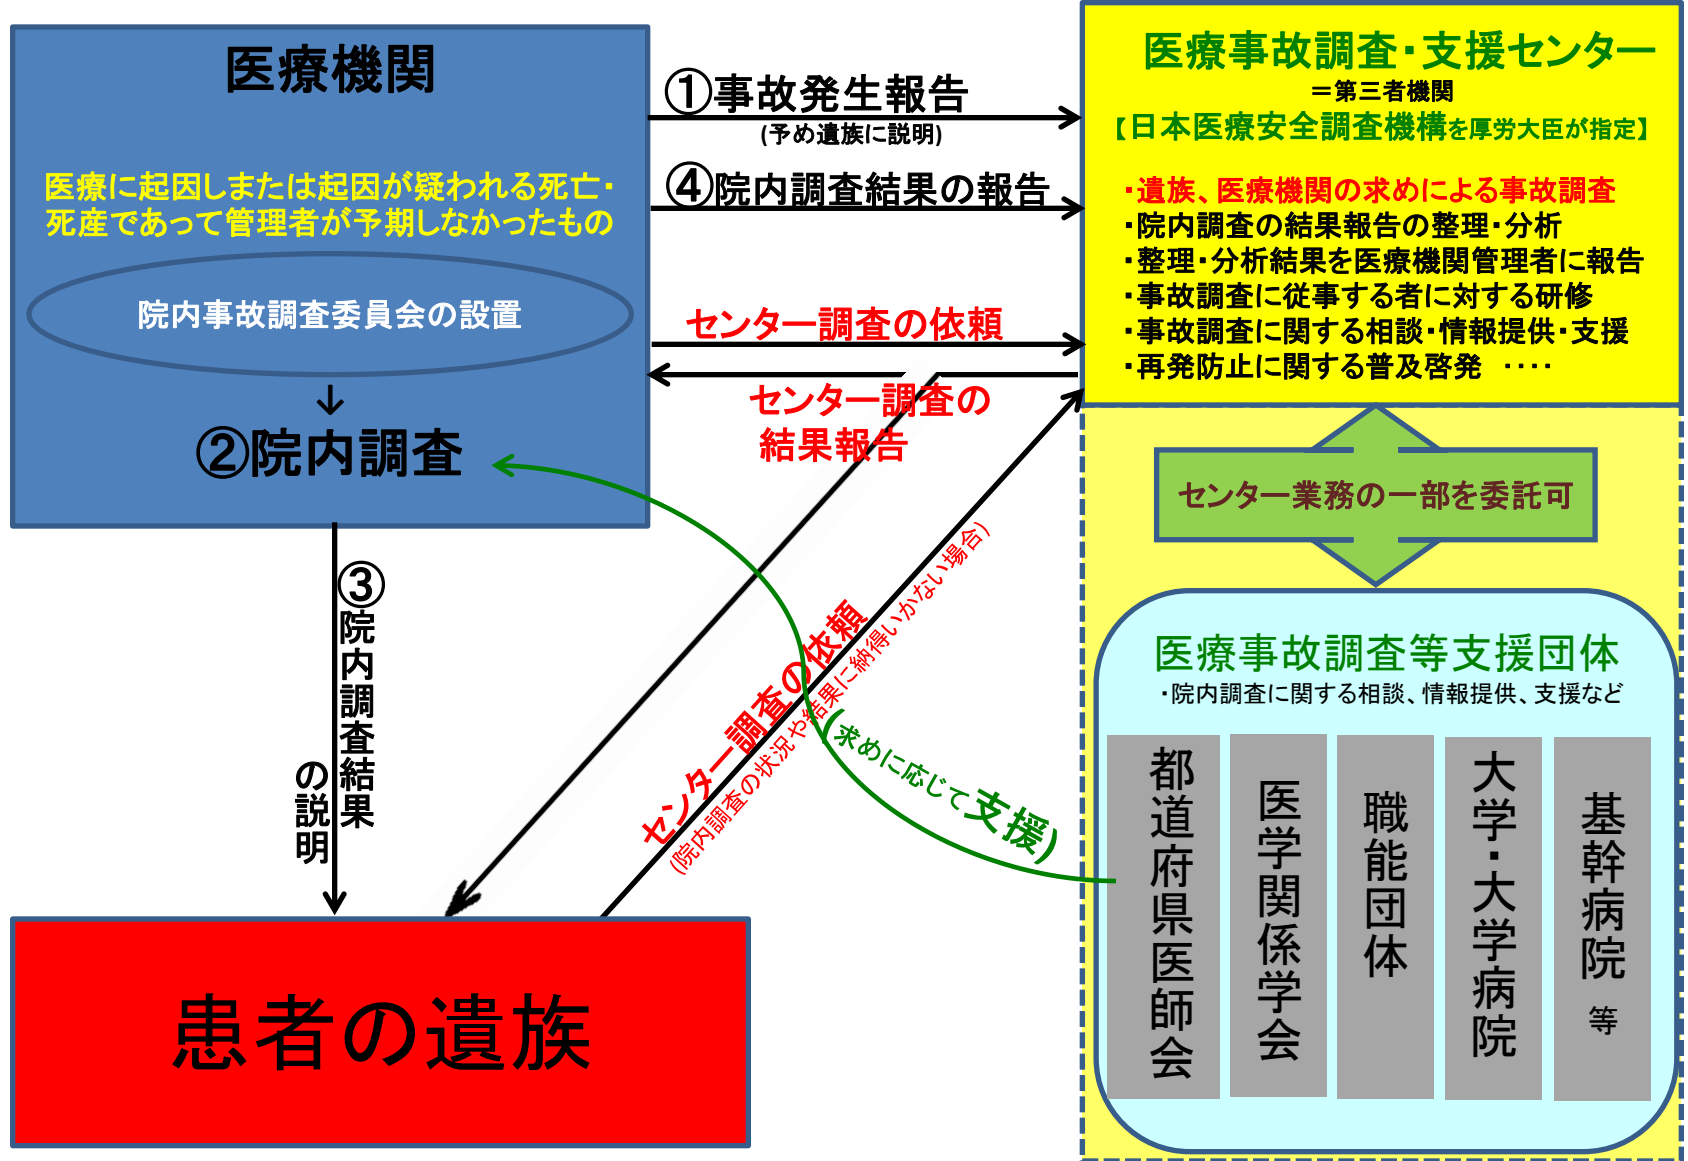 医療機関
医療に起因しまたは起因が疑われる死亡・
死産であって管理者が予期しなかったもの
院内事故調査委員会の設置
↓
②院内調査
①事故発生報告
(予め遺族に説明)
④院内調査結果の報告
センター調査の依頼
センター調査の
結果報告
医療事故調査・支援センター
＝第三者機関
【日本医療安全調査機構を厚労大臣が指定】
・遺族、医療機関の求めによる事故調査
・院内調査の結果報告の整理・分析
・整理・分析結果を医療機関管理者に報告
・事故調査に従事する者に対する研修
・事故調査に関する相談・情報提供・支援
・再発防止に関する普及啓発　‥‥
センター業務の一部を委託可
③院内調査結果
の説明
センター調査の依頼
(院内調査の状況や結果に納得いかない場合)
(求めに応じて支援)
医療事故調査等支援団体
・院内調査に関する相談、情報提供、支援など
都道府県医師会
医学関係学会
職能団体
大学・大学病院
基幹病院 等
患者の遺族